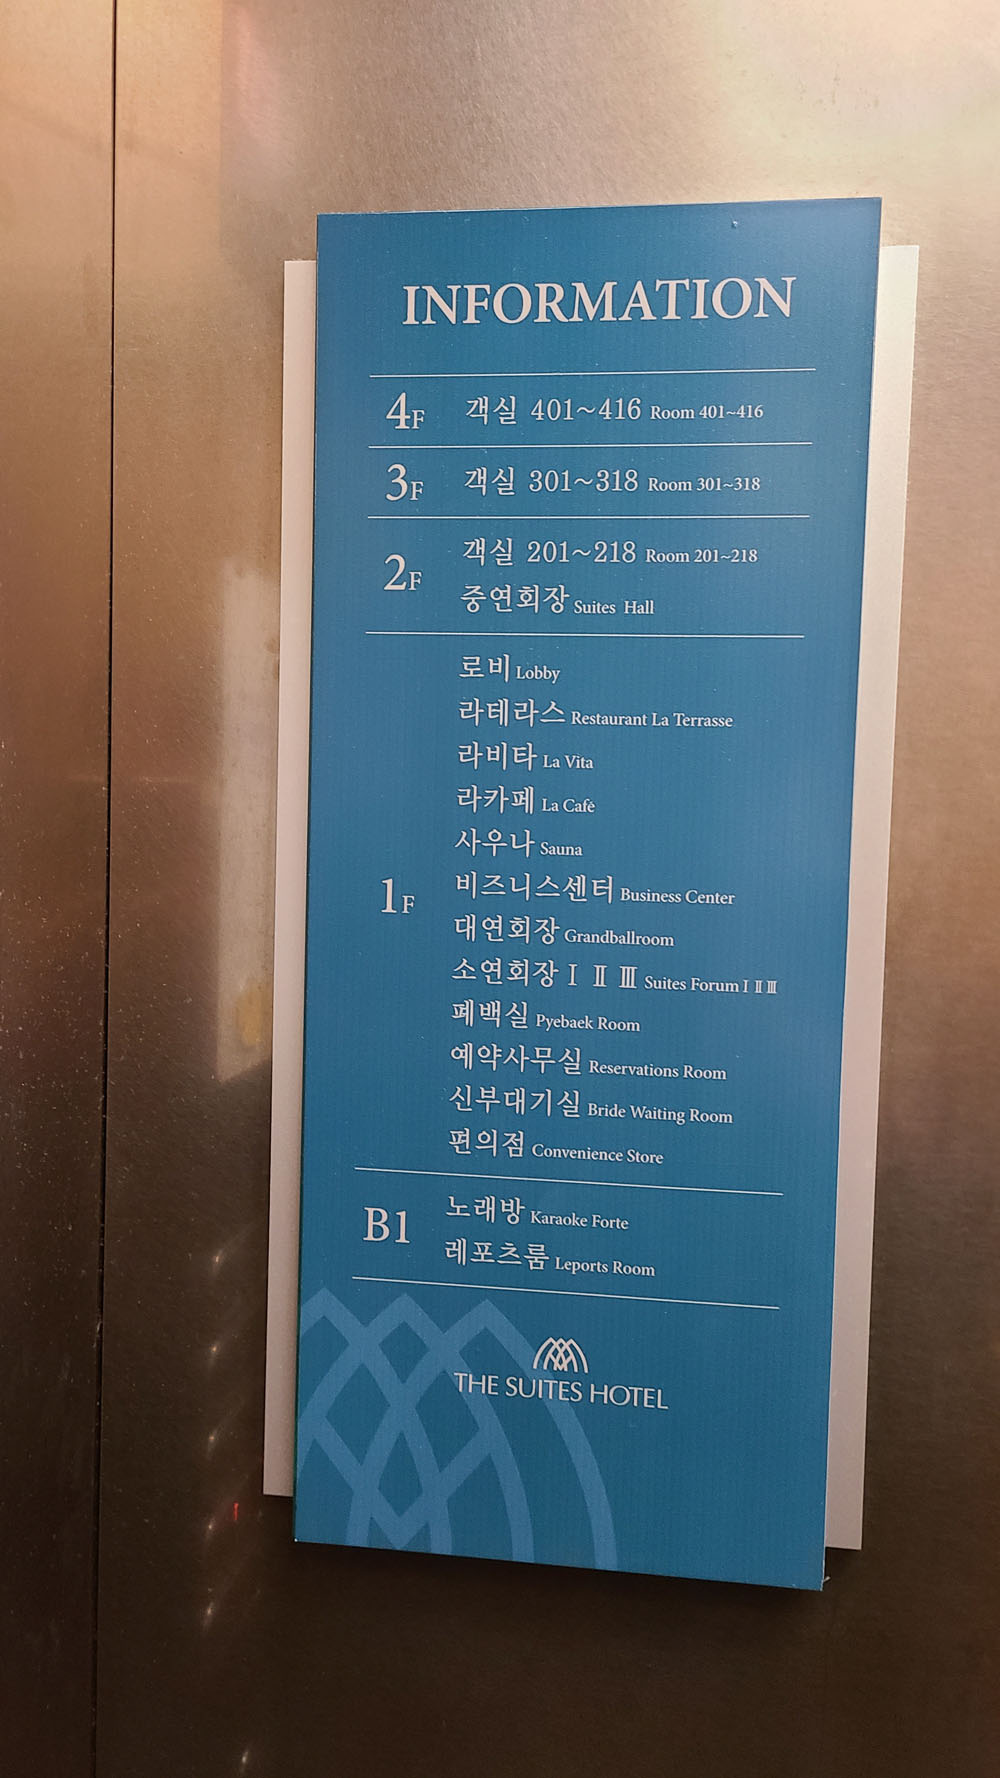 INFORMATION
4F 객실 401~416 Room 401~416
3F 객실 301~318 Room 301~318
2F 객실 201~218 Room 201~218
중연회장 Suites Hall
1F
로비 Lobby
라테라스 Restaurant La Terrasse
라비타 La Vita
라카페 La Café
사우나 Sauna
비즈니스센터 Business Center
대연회장 Grandballroom
소연회장 Ⅰ Ⅱ Ⅲ Suites Forum Ⅰ Ⅱ Ⅲ
폐백실 Pyebaek Room
예약사무실 Reservations Room
신부대기실 Bride Waiting Room
편의점 Convenience Store
B1 노래방 Karaoke Forte
레포츠룸 Leports Room
THE SUITES HOTEL